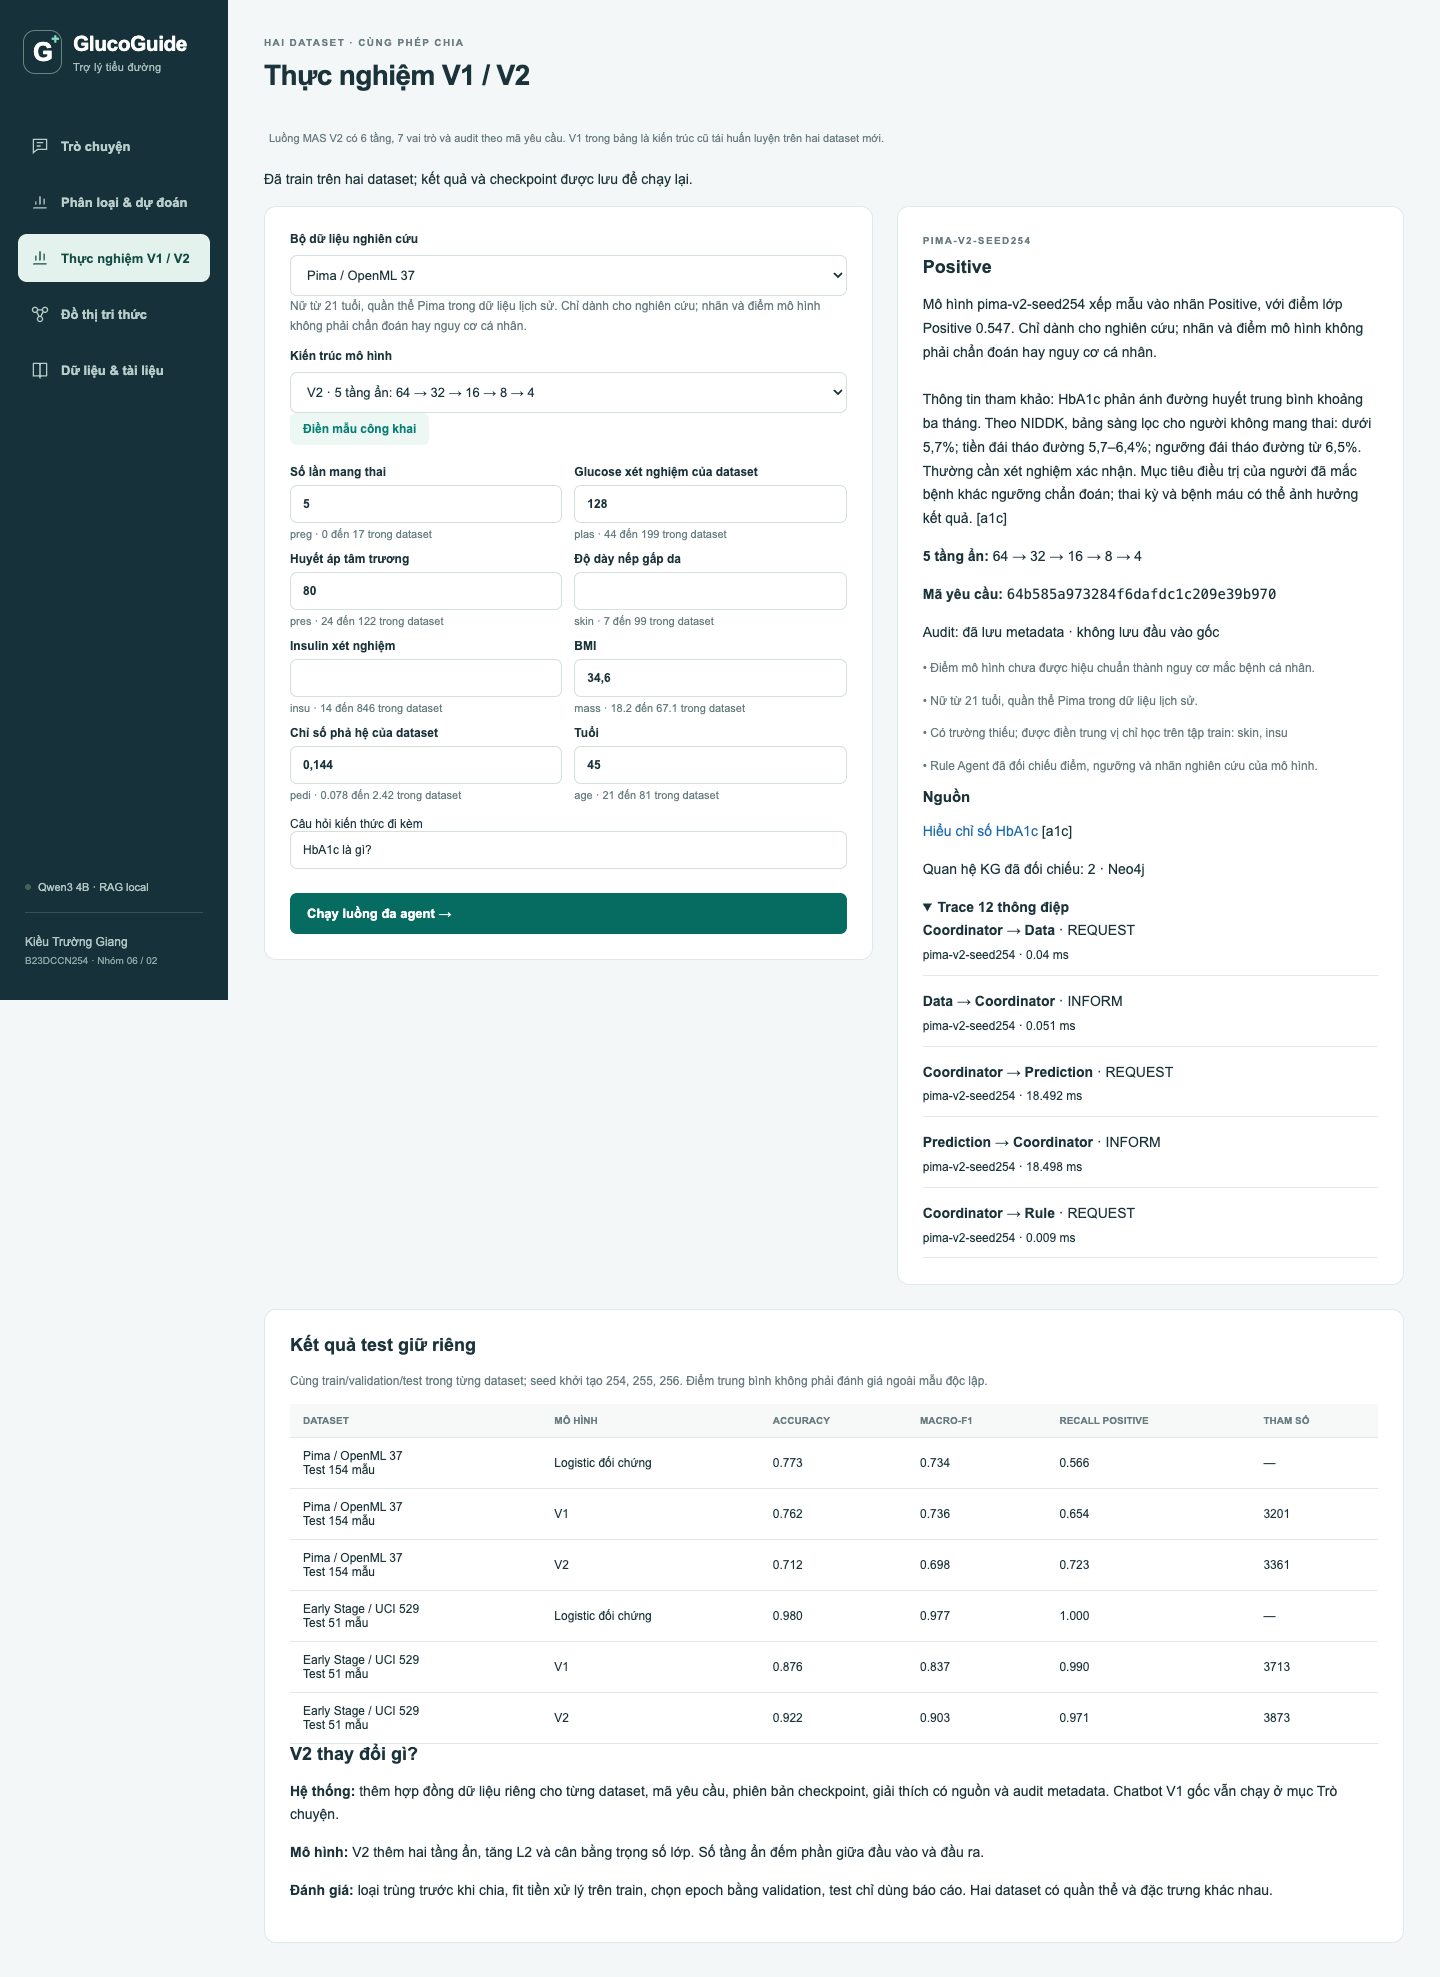 G+
GlucoGuide
Trợ lý tiểu đường
Trò chuyện
Phân loại & dự đoán
Thực nghiệm V1 / V2
Đồ thị tri thức
Dữ liệu & tài liệu
Qwen3 4B · RAG local
Kiều Trường Giang
B23DCCN254 · Nhóm 06 / 02
HAI DATASET · CÙNG PHÉP CHIA
Thực nghiệm V1 / V2
Luồng MAS V2 có 6 tầng, 7 vai trò và audit theo mã yêu cầu. V1 trong bảng là kiến trúc cũ tái huấn luyện trên hai dataset mới.
Đã train trên hai dataset; kết quả và checkpoint được lưu để chạy lại.
Bộ dữ liệu nghiên cứu
Pima / OpenML 37
Nữ từ 21 tuổi, quần thể Pima trong dữ liệu lịch sử. Chỉ dành cho nghiên cứu; nhãn và điểm mô hình
không phải chẩn đoán hay nguy cơ cá nhân.
Kiến trúc mô hình
V2 · 5 tầng ẩn: 64 → 32 → 16 → 8 → 4
Điền mẫu công khai
Số lần mang thai
5
preg · 0 đến 17 trong dataset
Glucose xét nghiệm của dataset
128
plas · 44 đến 199 trong dataset
Huyết áp tâm trương
80
pres · 24 đến 122 trong dataset
Độ dày nếp gấp da
skin · 7 đến 99 trong dataset
Insulin xét nghiệm
insu · 14 đến 846 trong dataset
BMI
34,6
mass · 18.2 đến 67.1 trong dataset
Chỉ số phả hệ của dataset
0,144
pedi · 0.078 đến 2.42 trong dataset
Tuổi
45
age · 21 đến 81 trong dataset
Câu hỏi kiến thức đi kèm
HbA1c là gì?
Chạy luồng đa agent →
PIMA-V2-SEED254
Positive
Mô hình pima-v2-seed254 xếp mẫu vào nhãn Positive, với điểm lớp
Positive 0.547. Chỉ dành cho nghiên cứu; nhãn và điểm mô hình không
phải chẩn đoán hay nguy cơ cá nhân.
Thông tin tham khảo: HbA1c phản ánh đường huyết trung bình khoảng
ba tháng. Theo NIDDK, bảng sàng lọc cho người không mang thai: dưới
5,7%; tiền đái tháo đường 5,7–6,4%; ngưỡng đái tháo đường từ 6,5%.
Thường cần xét nghiệm xác nhận. Mục tiêu điều trị của người đã mắc
bệnh khác ngưỡng chẩn đoán; thai kỳ và bệnh máu có thể ảnh hưởng
kết quả. [a1c]
5 tầng ẩn: 64 → 32 → 16 → 8 → 4
Mã yêu cầu: 64b585a973284f6dafdc1c209e39b970
Audit: đã lưu metadata · không lưu đầu vào gốc
• Điểm mô hình chưa được hiệu chuẩn thành nguy cơ mắc bệnh cá nhân.
• Nữ từ 21 tuổi, quần thể Pima trong dữ liệu lịch sử.
• Có trường thiếu; được điền trung vị chỉ học trên tập train: skin, insu
• Rule Agent đã đối chiếu điểm, ngưỡng và nhãn nghiên cứu của mô hình.
Nguồn
Hiểu chỉ số HbA1c [a1c]
Quan hệ KG đã đối chiếu: 2 · Neo4j
▼ Trace 12 thông điệp
Coordinator → Data · REQUEST
pima-v2-seed254 · 0.04 ms
Data → Coordinator · INFORM
pima-v2-seed254 · 0.051 ms
Coordinator → Prediction · REQUEST
pima-v2-seed254 · 18.492 ms
Prediction → Coordinator · INFORM
pima-v2-seed254 · 18.498 ms
Coordinator → Rule · REQUEST
pima-v2-seed254 · 0.009 ms
Kết quả test giữ riêng
Cùng train/validation/test trong từng dataset; seed khởi tạo 254, 255, 256. Điểm trung bình không phải đánh giá ngoài mẫu độc lập.
DATASET MÔ HÌNH ACCURACY MACRO-F1 RECALL POSITIVE THAM SỐ
Pima / OpenML 37
Test 154 mẫu Logistic đối chứng 0.773 0.734 0.566 —
Pima / OpenML 37
Test 154 mẫu V1 0.762 0.736 0.654 3201
Pima / OpenML 37
Test 154 mẫu V2 0.712 0.698 0.723 3361
Early Stage / UCI 529
Test 51 mẫu Logistic đối chứng 0.980 0.977 1.000 —
Early Stage / UCI 529
Test 51 mẫu V1 0.876 0.837 0.990 3713
Early Stage / UCI 529
Test 51 mẫu V2 0.922 0.903 0.971 3873
V2 thay đổi gì?
Hệ thống: thêm hợp đồng dữ liệu riêng cho từng dataset, mã yêu cầu, phiên bản checkpoint, giải thích có nguồn và audit metadata. Chatbot V1 gốc vẫn chạy ở mục Trò
chuyện.
Mô hình: V2 thêm hai tầng ẩn, tăng L2 và cân bằng trọng số lớp. Số tầng ẩn đếm phần giữa đầu vào và đầu ra.
Đánh giá: loại trùng trước khi chia, fit tiền xử lý trên train, chọn epoch bằng validation, test chỉ dùng báo cáo. Hai dataset có quần thể và đặc trưng khác nhau.